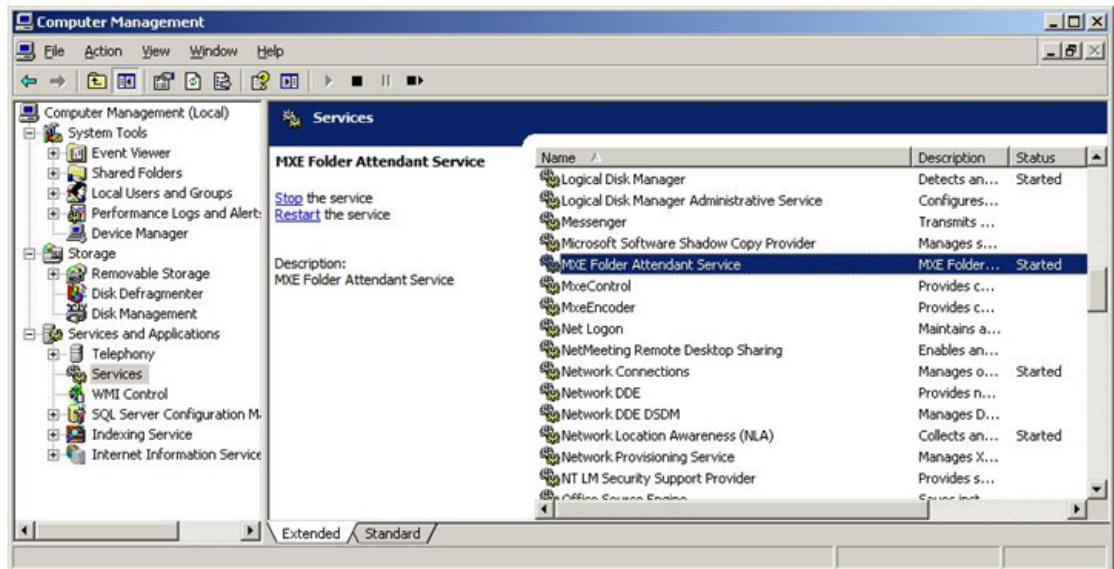 Computer Management
File Action View Window Help
Computer Management (Local)
System Tools
Event Viewer
Shared Folders
Local Users and Groups
Performance Logs and Alert:
Device Manager
Storage
Removable Storage
Disk Defragmenter
Disk Management
Services and Applications
Telephony
Services
WMI Control
SQL Server Configuration M
Indexing Service
Internet Information Service
Services
MXE Folder Attendant Service
Stop the service
Restart the service
Description:
MXE Folder Attendant Service
Name Description Status
Logical Disk Manager Detects an... Started
Logical Disk Manager Administrative Service Configures...
Messenger Transmits ...
Microsoft Software Shadow Copy Provider Manages s...
MXE Folder Attendant Service MXE Folder... Started
MxeControl Provides c...
MxeEncoder Provides c...
Net Logon Maintains a...
NetMeeting Remote Desktop Sharing Enables an...
Network Connections Manages o... Started
Network DDE Provides n...
Network DDE DSDM Manages D...
Network Location Awareness (NLA) Collects an... Started
Network Provisioning Service Manages X...
NT LM Security Support Provider Provides s...
Office Source Engine
Extended Standard